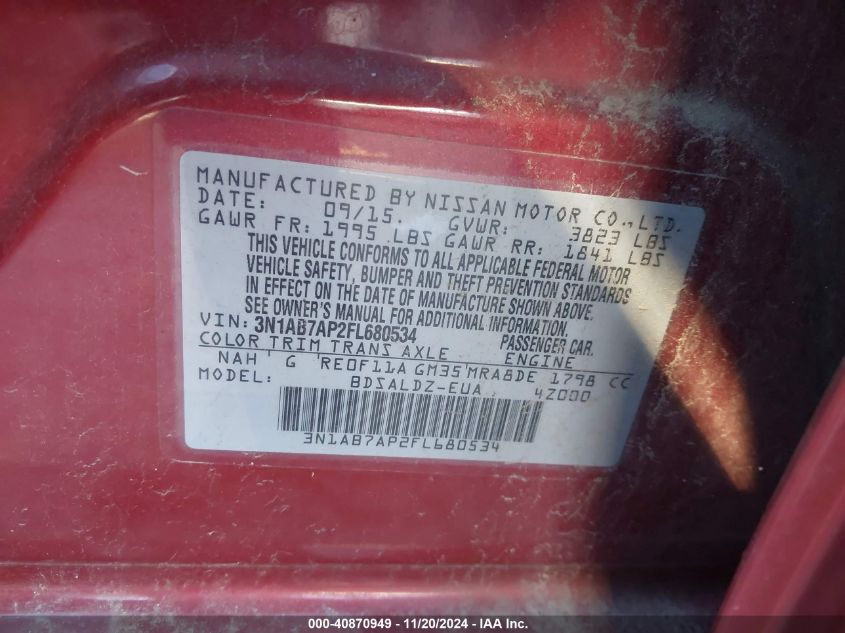 MANUFACTURED BY NISSAN MOTOR CO.,LTD.
DATE: 09/15. GVWR: 3823 LBS
GAWR FR: 1995 LBS GAWR RR: 1841 LBS
THIS VEHICLE CONFORMS TO ALL APPLICABLE FEDERAL MOTOR
VEHICLE SAFETY, BUMPER AND THEFT PREVENTION STANDARDS
IN EFFECT ON THE DATE OF MANUFACTURE SHOWN ABOVE.
SEE OWNER'S MANUAL FOR ADDITIONAL INFORMATION.
VIN: 3N1AB7AP2FL680534 PASSENGER CAR.
COLOR TRIM TRANS AXLE ENGINE
NAH ' G 'RE0F11A GM35 MRA8DE 1798 CC
MODEL: BDSALDZ-EUA 4Z000
3N1AB7AP2FL680534
000-40870949 - 11/20/2024 - IAA Inc.